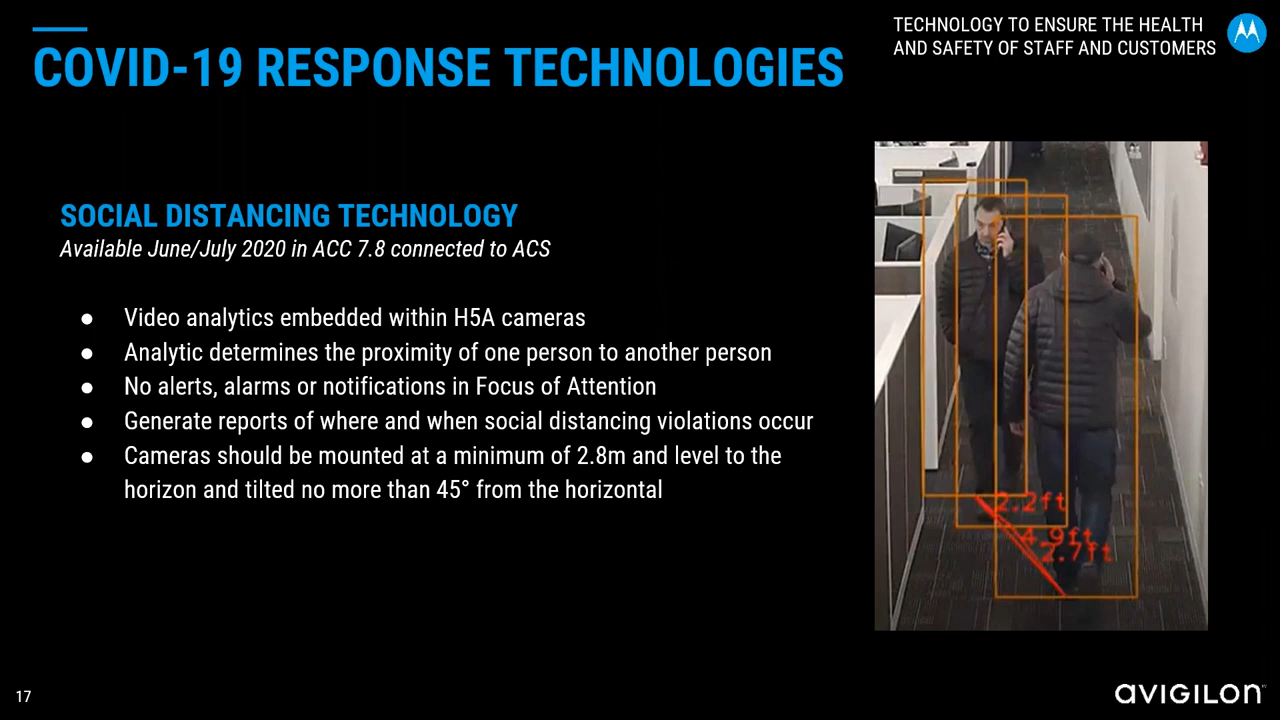 TECHNOLOGY TO ENSURE THE HEALTH
AND SAFETY OF STAFF AND CUSTOMERS
COVID-19 RESPONSE TECHNOLOGIES
SOCIAL DISTANCING TECHNOLOGY
Available June/July 2020 in ACC 7.8 connected to ACS
● Video analytics embedded within H5A cameras
● Analytic determines the proximity of one person to another person
● No alerts, alarms or notifications in Focus of Attention
● Generate reports of where and when social distancing violations occur
● Cameras should be mounted at a minimum of 2.8m and level to the
horizon and tilted no more than 45° from the horizontal
2.2ft
4.9ft
2.7ft
17
AVIGILON